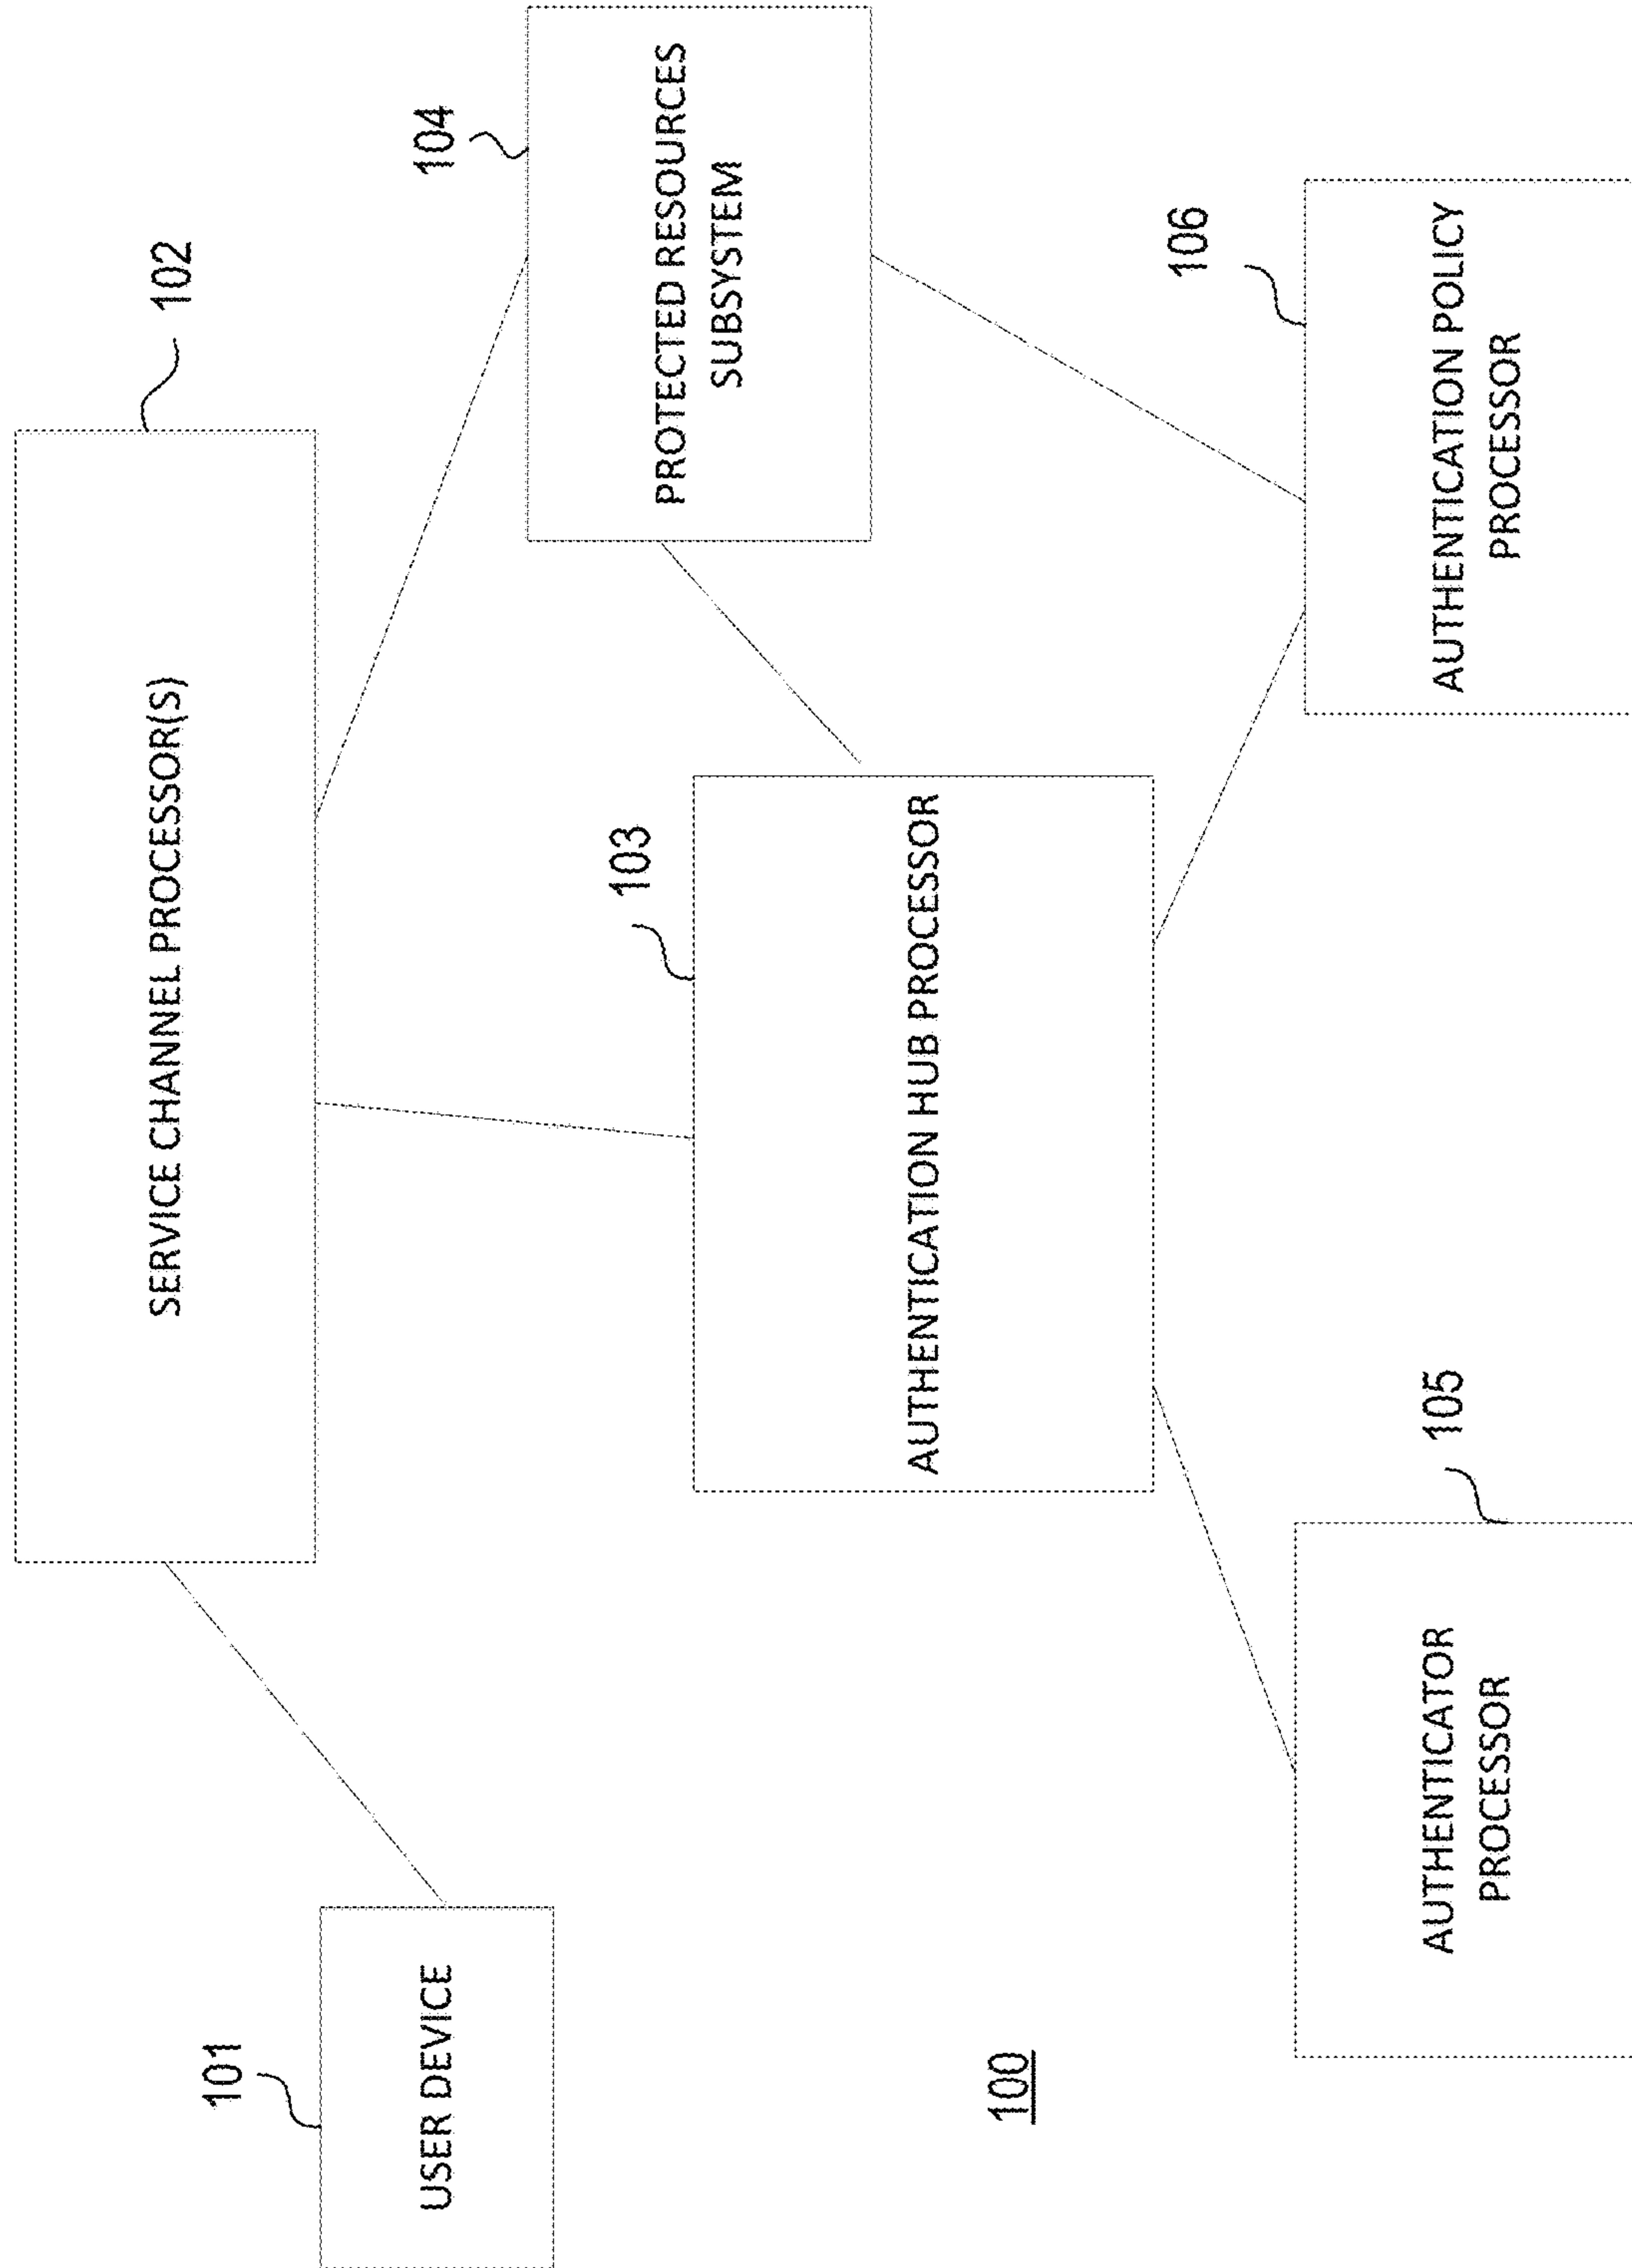 SERVICE CHANNEL PROCESSOR(S)
102
101
USER DEVICE
104
PROTECTED RESOURCES
SUBSYSTEM
103
AUTHENTICATION HUB PROCESSOR
100
106
AUTHENTICATION POLICY
PROCESSOR
105
AUTHENTICATOR
PROCESSOR